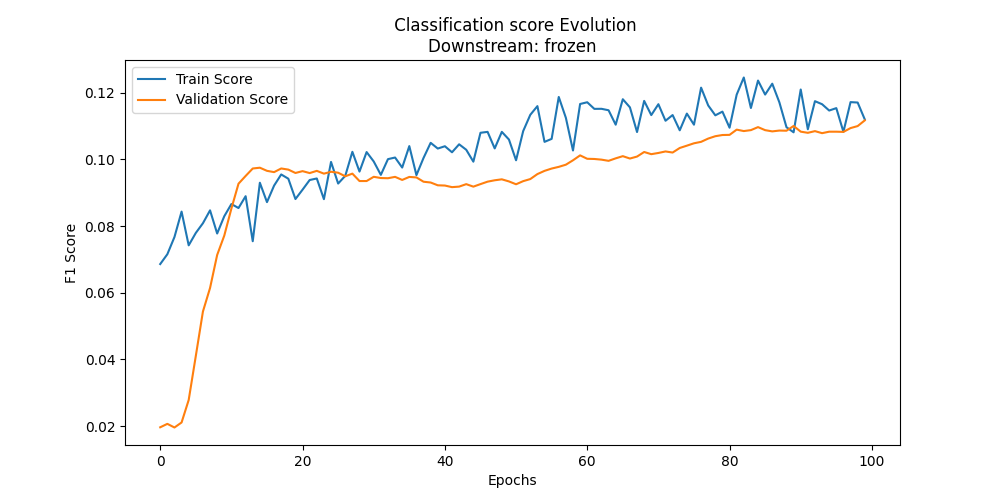 Classification score Evolution
Downstream: frozen
Train Score
Validation Score
F1 Score
0.12
0.10
0.08
0.06
0.04
0.02
0
20
40
60
80
100
Epochs